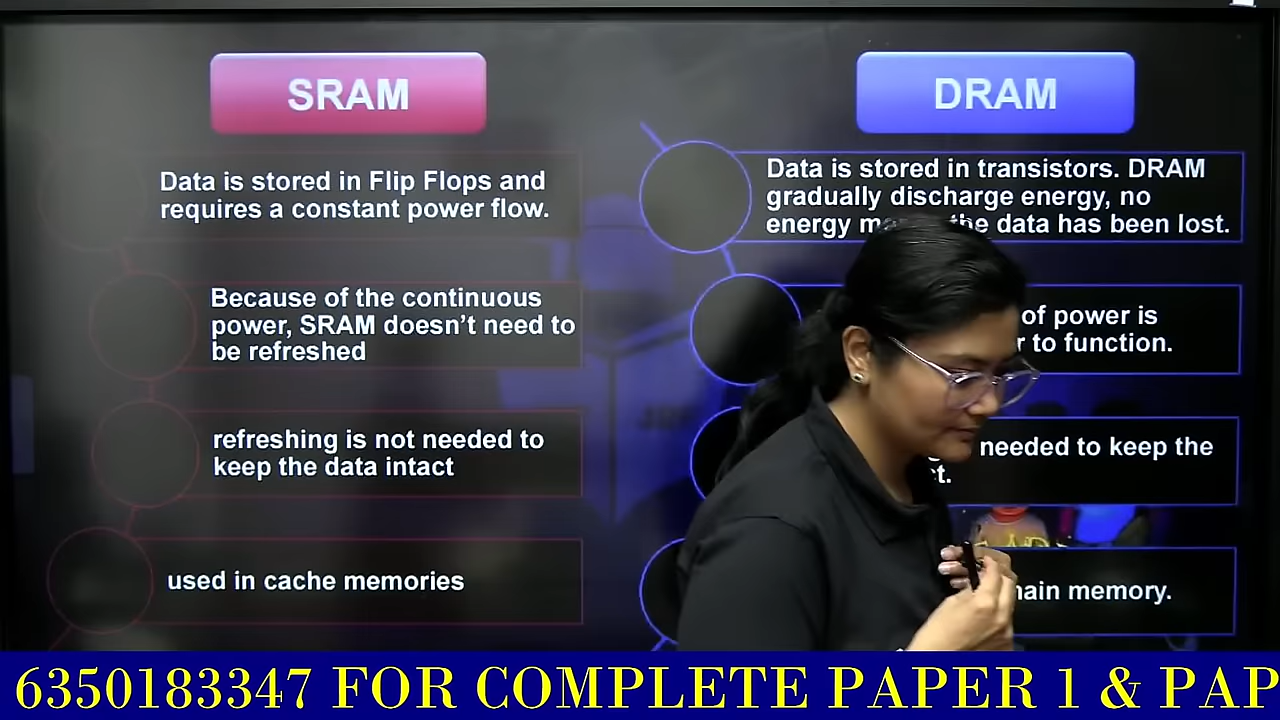 SRAM
Data is stored in Flip Flops and
requires a constant power flow.
Because of the continuous
power, SRAM doesn't need to
be refreshed
refreshing is not needed to
keep the data intact
used in cache memories
DRAM
Data is stored in transistors. DRAM
gradually discharge energy, no
energy the data has been lost.
of power is
to function.
needed to keep the
memory.
6350183347 FOR COMPLETE PAPER 1 & PAP